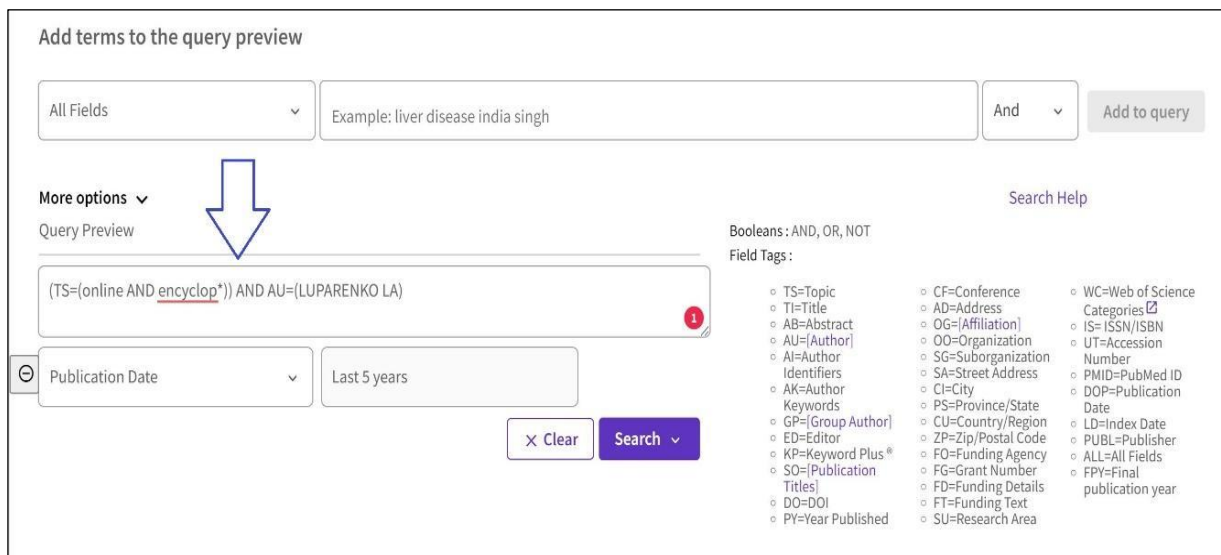 Add terms to the query preview
All Fields
Example: liver disease india singh
And
Add to query
More options
Search Help
Query Preview
Booleans : AND, OR, NOT
Field Tags :
(TS=(online AND encyclop*)) AND AU=(LUPARENKO LA)
1
Publication Date
Last 5 years
× Clear
Search
TS=Topic
TI=Title
AB=Abstract
AU=[Author]
AI=Author
Identifiers
AK=Author
Keywords
GP=[Group Author]
ED=Editor
KP=Keyword Plus ®
SO=[Publication
Titles]
DO=DOI
PY=Year Published
CF=Conference
AD=Address
OG=[Affiliation]
OO=Organization
SG=Suborganization
SA=Street Address
CI=City
PS=Province/State
CU=Country/Region
ZP=Zip/Postal Code
FO=Funding Agency
FG=Grant Number
FD=Funding Details
FT=Funding Text
SU=Research Area
WC=Web of Science
Categories
IS= ISSN/ISBN
UT=Accession
Number
PMID=PubMed ID
DOP=Publication
Date
LD=Index Date
PUBL=Publisher
ALL=All Fields
FPY=Final
publication year